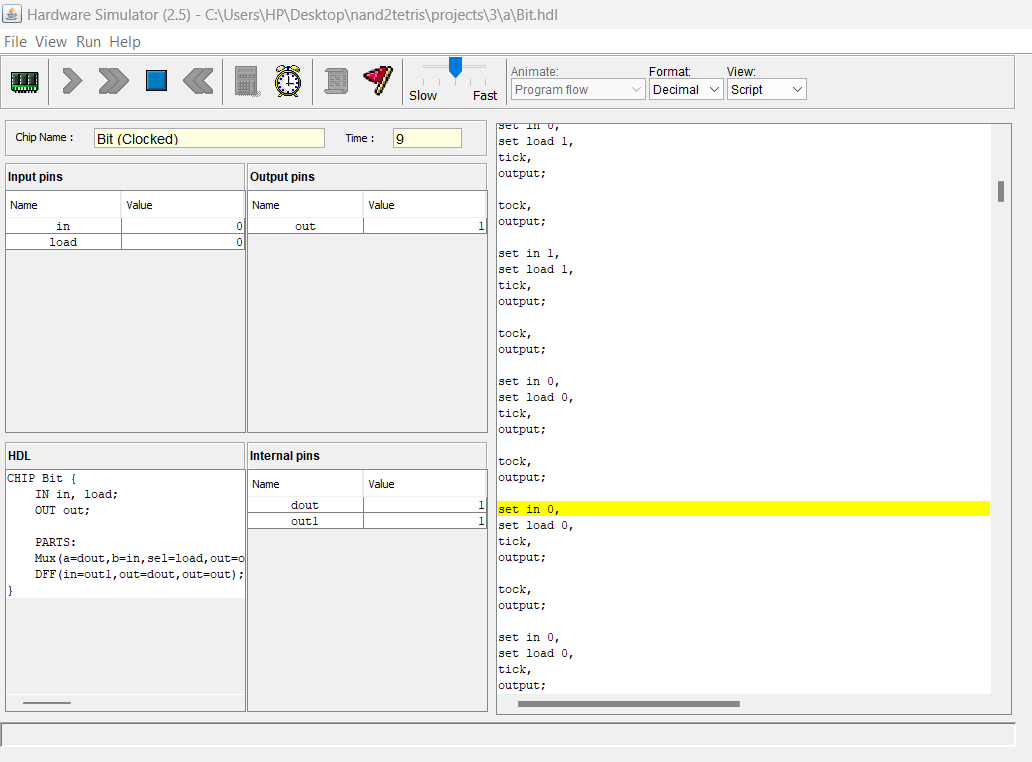 Hardware Simulator (2.5) - C:\Users\HP\Desktop\nand2tetris\projects\3\a\Bit.hdl
File View Run Help
Slow Fast
Animate:
Program flow
Format:
Decimal
View:
Script
Chip Name :
Bit (Clocked)
Time :
9
Input pins
Name Value
in 0
load 0
Output pins
Name Value
out 1
HDL
CHIP Bit {
IN in, load;
OUT out;
PARTS:
Mux(a=dout,b=in,sel=load,out=o
DFF(in=out1,out=dout,out=out);
}
Internal pins
Name Value
dout 1
out1 1
set in 0,
set load 1,
tick,
output;
tock,
output;
set in 1,
set load 1,
tick,
output;
tock,
output;
set in 0,
set load 0,
tick,
output;
tock,
output;
set in 0,
set load 0,
tick,
output;
tock,
output;
set in 0,
set load 0,
tick,
output;